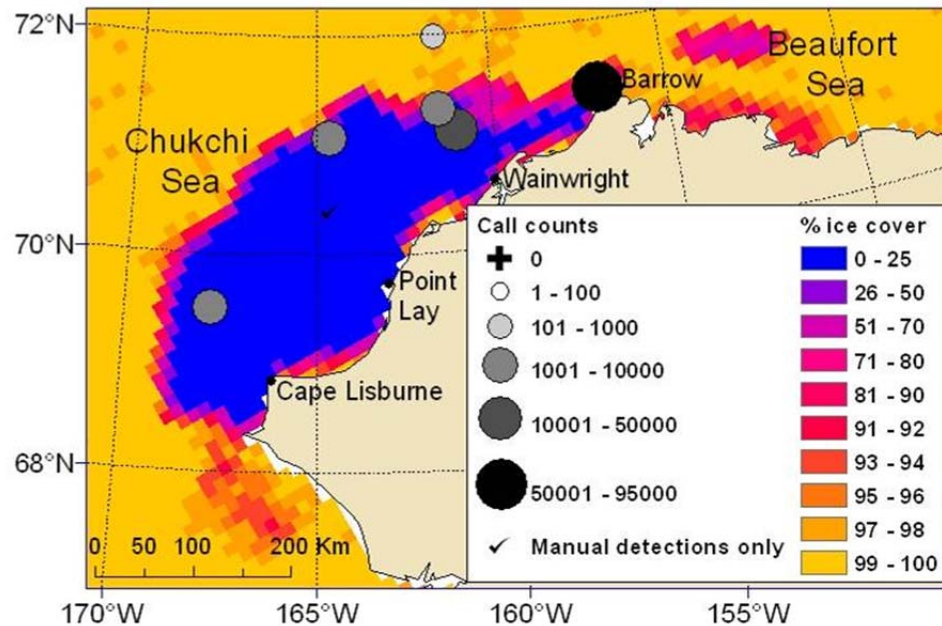 72°N
70°N
68°N
Beaufort
Sea
Barrow
Chukchi
Sea
Wainwright
Point
Lay
Cape Lisburne
Call counts
0
1 - 100
101 - 1000
1001 - 10000
10001 - 50000
50001 - 95000
Manual detections only
% ice cover
0 - 25
26 - 50
51 - 70
71 - 80
81 - 90
91 - 92
93 - 94
95 - 96
97 - 98
99 - 100
0 50 100 200 Km
170°W 165°W 160°W 155°W